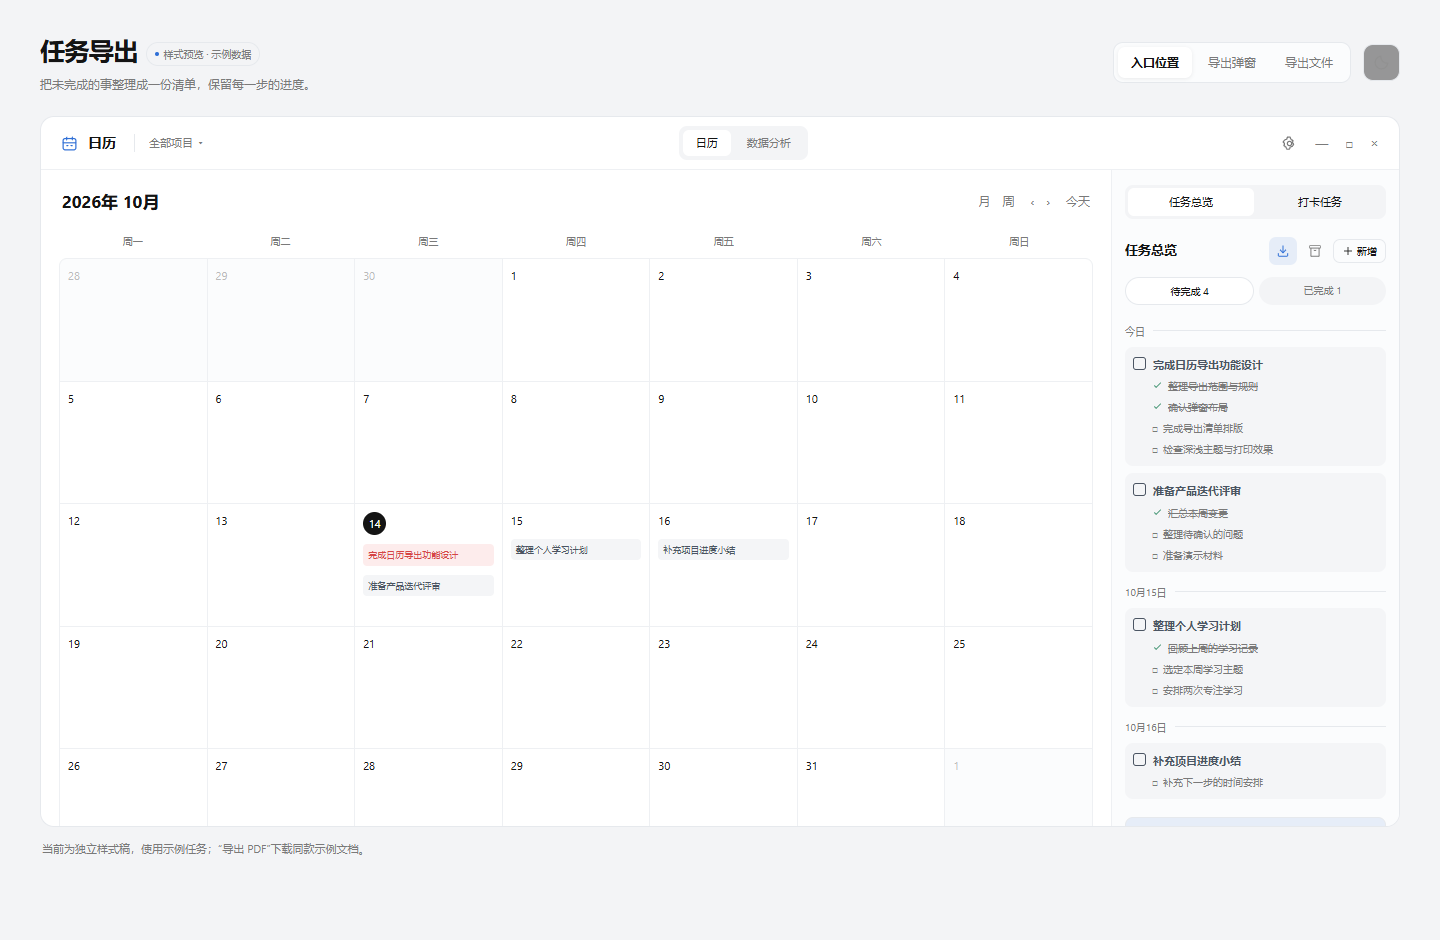 任务导出
样式预览 · 示例数据
把未完成的事整理成一份清单，保留每一步的进度。
入口位置 导出弹窗 导出文件
日历 全部项目
日历 数据分析
2026年 10月
月 周 ‹ › 今天
周一 周二 周三 周四 周五 周六 周日
28 29 30 1 2 3 4
5 6 7 8 9 10 11
12 13 14 15 16 17 18
完成日历导出功能设计 整理个人学习计划 补充项目进度小结
准备产品迭代评审
19 20 21 22 23 24 25
26 27 28 29 30 31 1
任务总览 打卡任务
任务总览
+ 新增
待完成 4 已完成 1
今日
完成日历导出功能设计
整理导出范围与规则
确认弹窗布局
完成导出清单排版
检查深浅主题与打印效果
准备产品迭代评审
汇总本周变更
整理待确认的问题
准备演示材料
10月15日
整理个人学习计划
回顾上周的学习记录
选定本周学习主题
安排两次专注学习
10月16日
补充项目进度小结
补充下一步的时间安排
当前为独立样式稿，使用示例任务；“导出 PDF”下载同款示例文档。